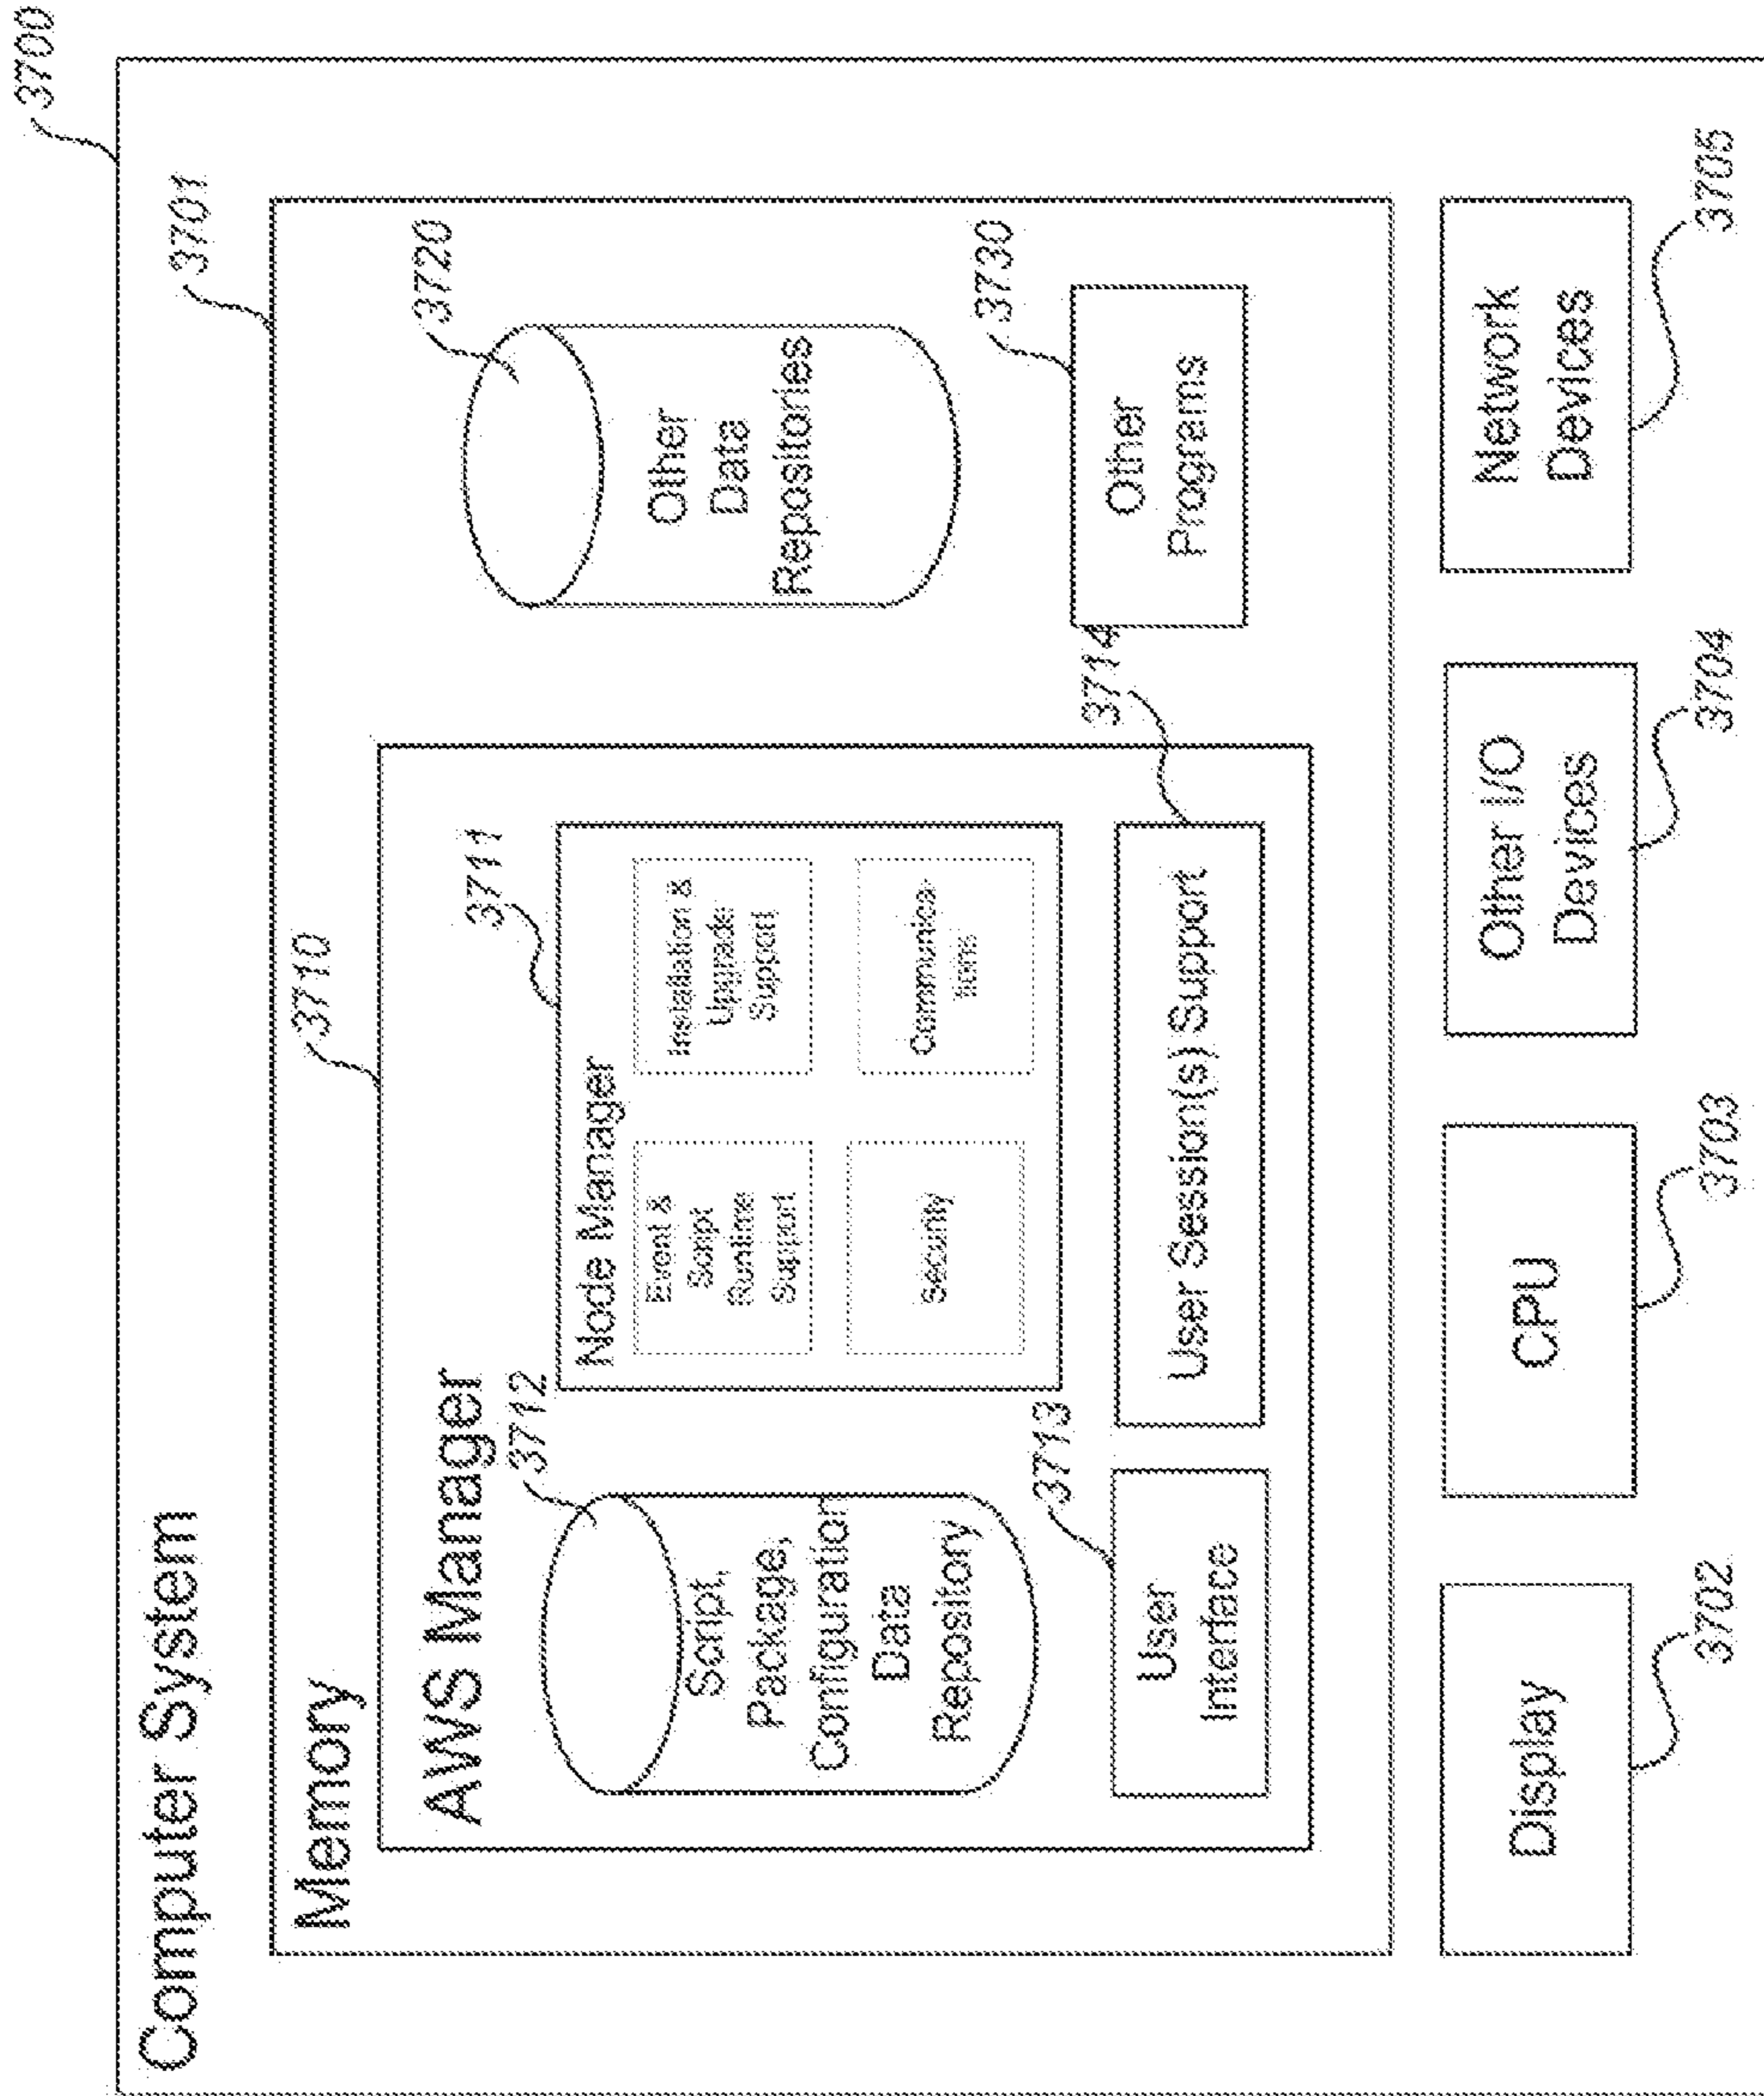 3700
Computer System
3701
Memory
3710
AWS Manager
3711
3712
Node Manager
Event &
Script
Runtime
Support
Installation &
Upgrade
Support
Security
Communica-
tions
Script,
Package,
Configuration
Data
Repository
3713
User
Interface
3714
User Session(s) Support
3720
Other
Data
Repositories
3730
Other
Programs
Display
3702
CPU
3703
Other I/O
Devices
3704
Network
Devices
3705